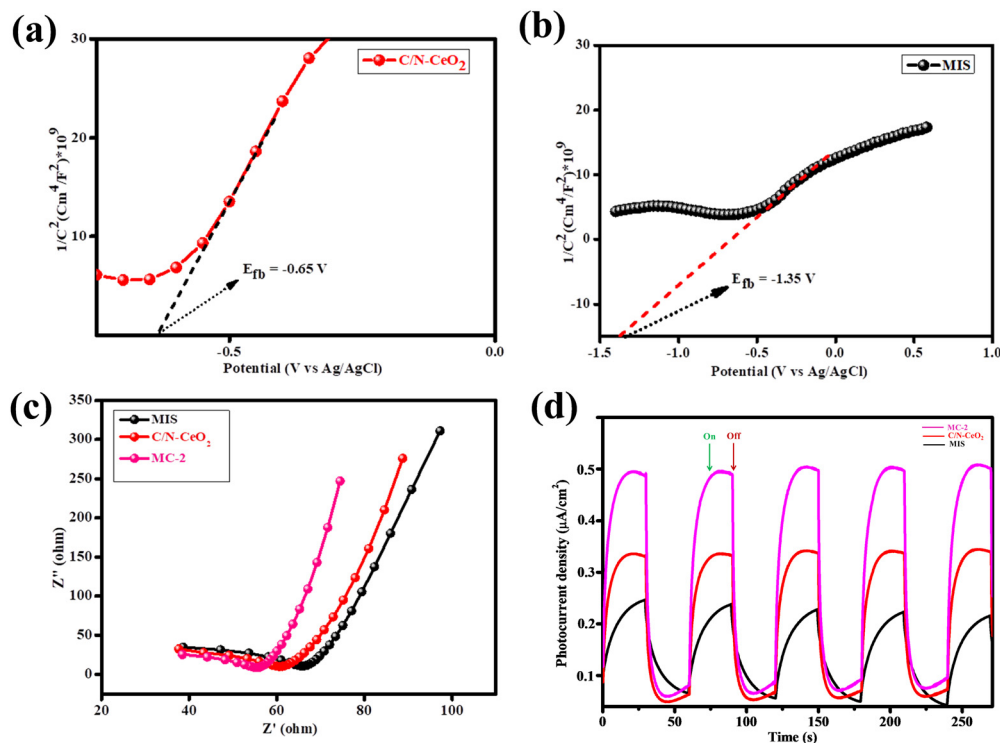 (a)
30
20
10
-0.5
0.0
1/C²(Cm⁴/F²)*10⁹
Potential (V vs Ag/AgCl)
C/N-CeO₂
E_fb = -0.65 V
(b)
30
20
10
0
-10
-1.5
-1.0
-0.5
0.0
0.5
1.0
1/C²(Cm⁴/F²)*10⁹
Potential (V vs Ag/AgCl)
MIS
E_fb = -1.35 V
(c)
350
300
250
200
150
100
50
0
20
40
60
80
100
Z'' (ohm)
Z' (ohm)
MIS
C/N-CeO₂
MC-2
(d)
0.5
0.4
0.3
0.2
0.1
0
50
100
150
200
250
Photocurrent density (μA/cm²)
Time (s)
On
Off
MC-2
C/N-CeO₂
MIS